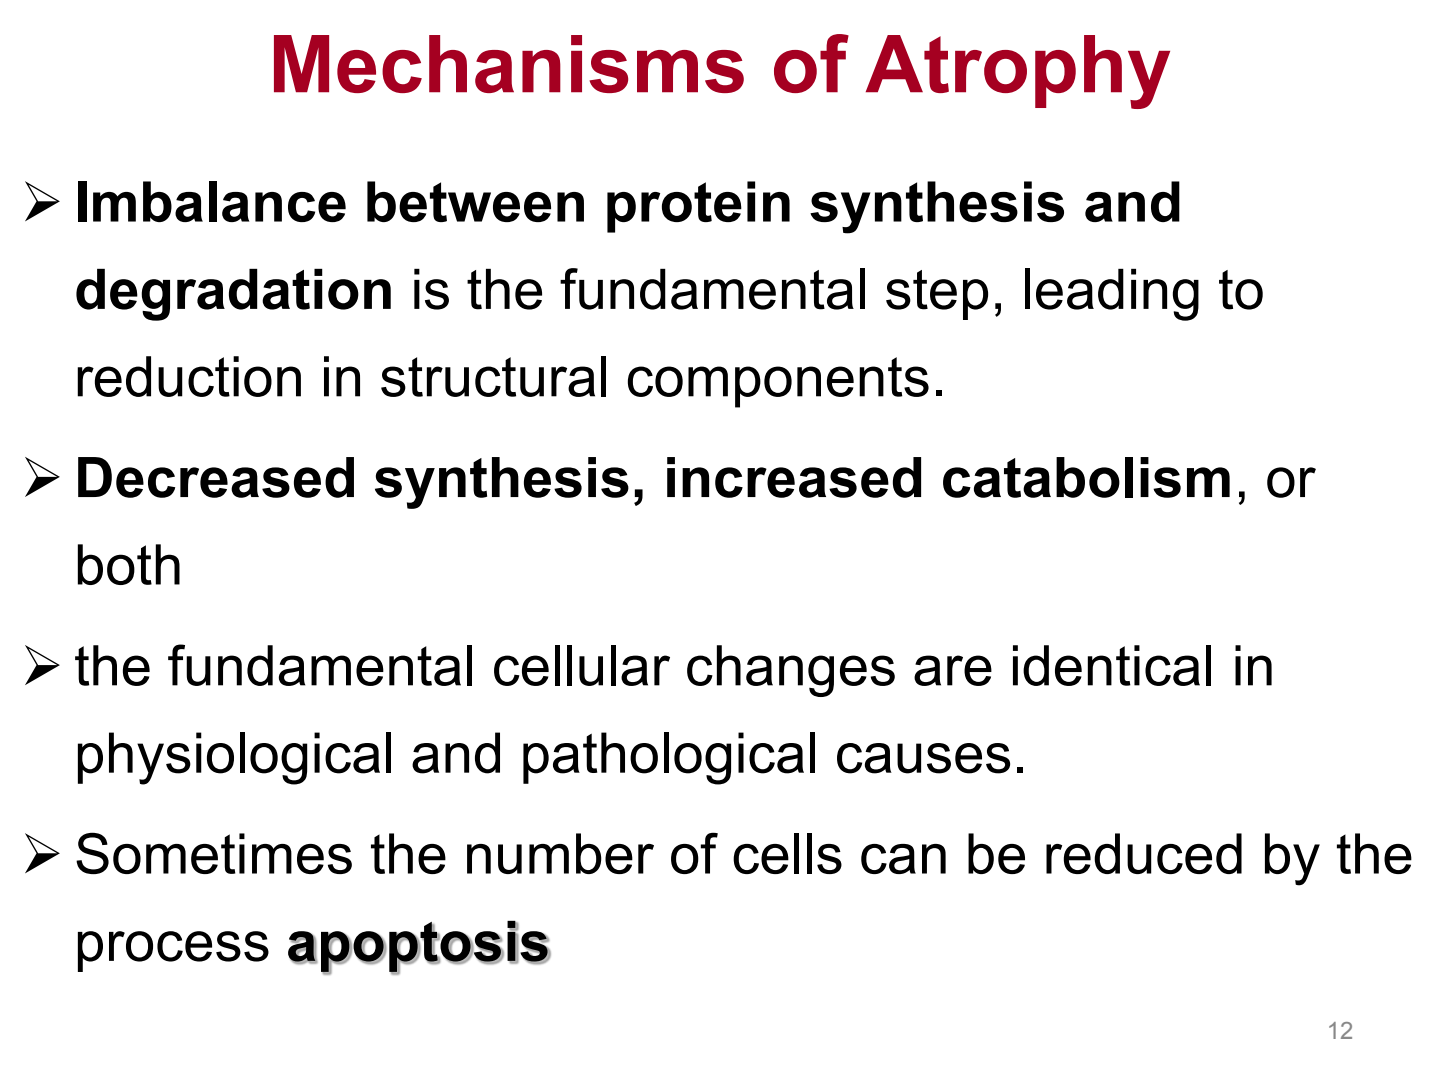 Mechanisms of Atrophy
➢ Imbalance between protein synthesis and
degradation is the fundamental step, leading to
reduction in structural components.
➢ Decreased synthesis, increased catabolism, or
both
➢ the fundamental cellular changes are identical in
physiological and pathological causes.
➢ Sometimes the number of cells can be reduced by the
process apoptosis
12